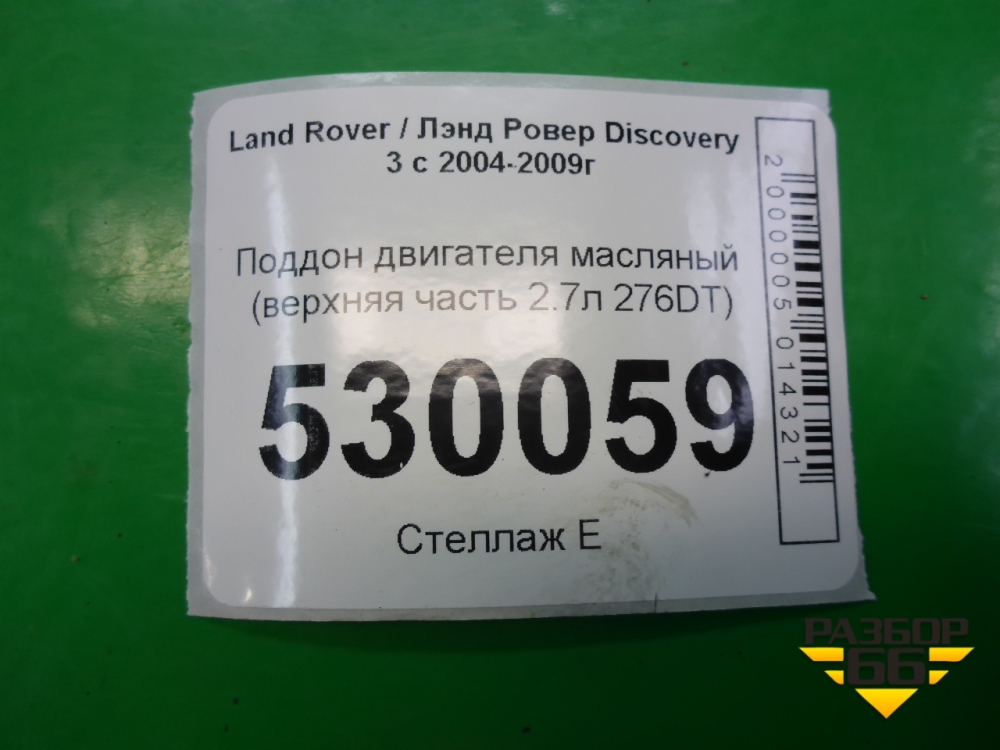 Land Rover / Лэнд Ровер Discovery
3 с 2004-2009г
Поддон двигателя масляный
(верхняя часть 2.7л 276DT)
530059
Стеллаж Е
2000005014321
РАЗБОР
66